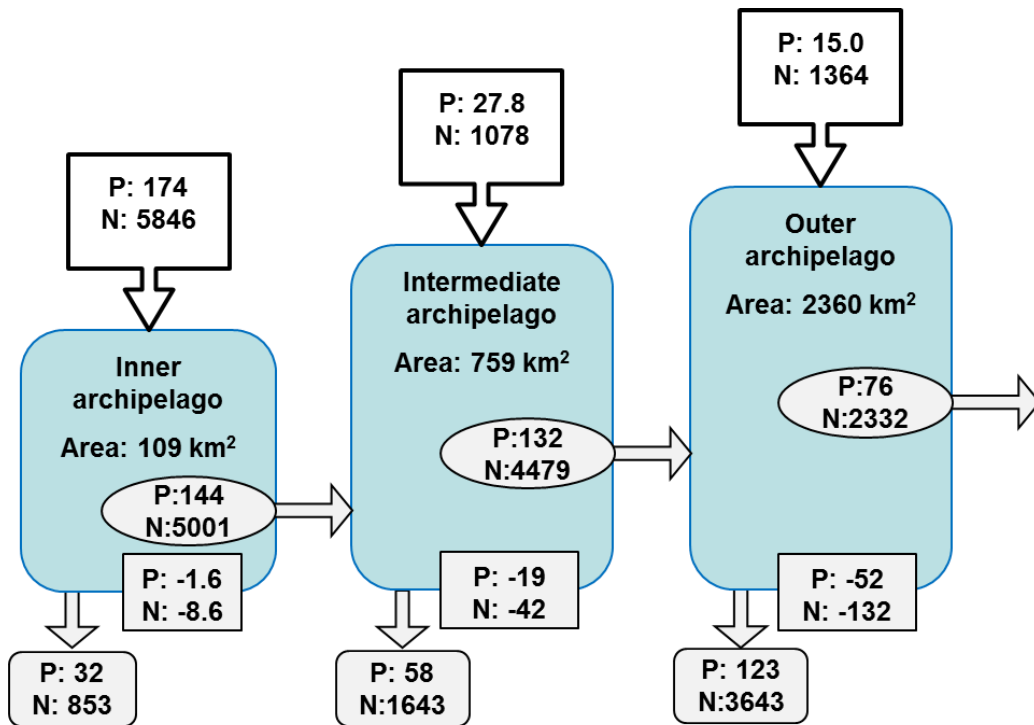 P: 174
N: 5846
Inner
archipelago
Area: 109 km²
P:144
N:5001
P: -1.6
N: -8.6
P: 32
N: 853
P: 27.8
N: 1078
Intermediate
archipelago
Area: 759 km²
P:132
N:4479
P: -19
N: -42
P: 58
N:1643
P: 15.0
N: 1364
Outer
archipelago
Area: 2360 km²
P:76
N:2332
P: -52
N: -132
P: 123
N:3643